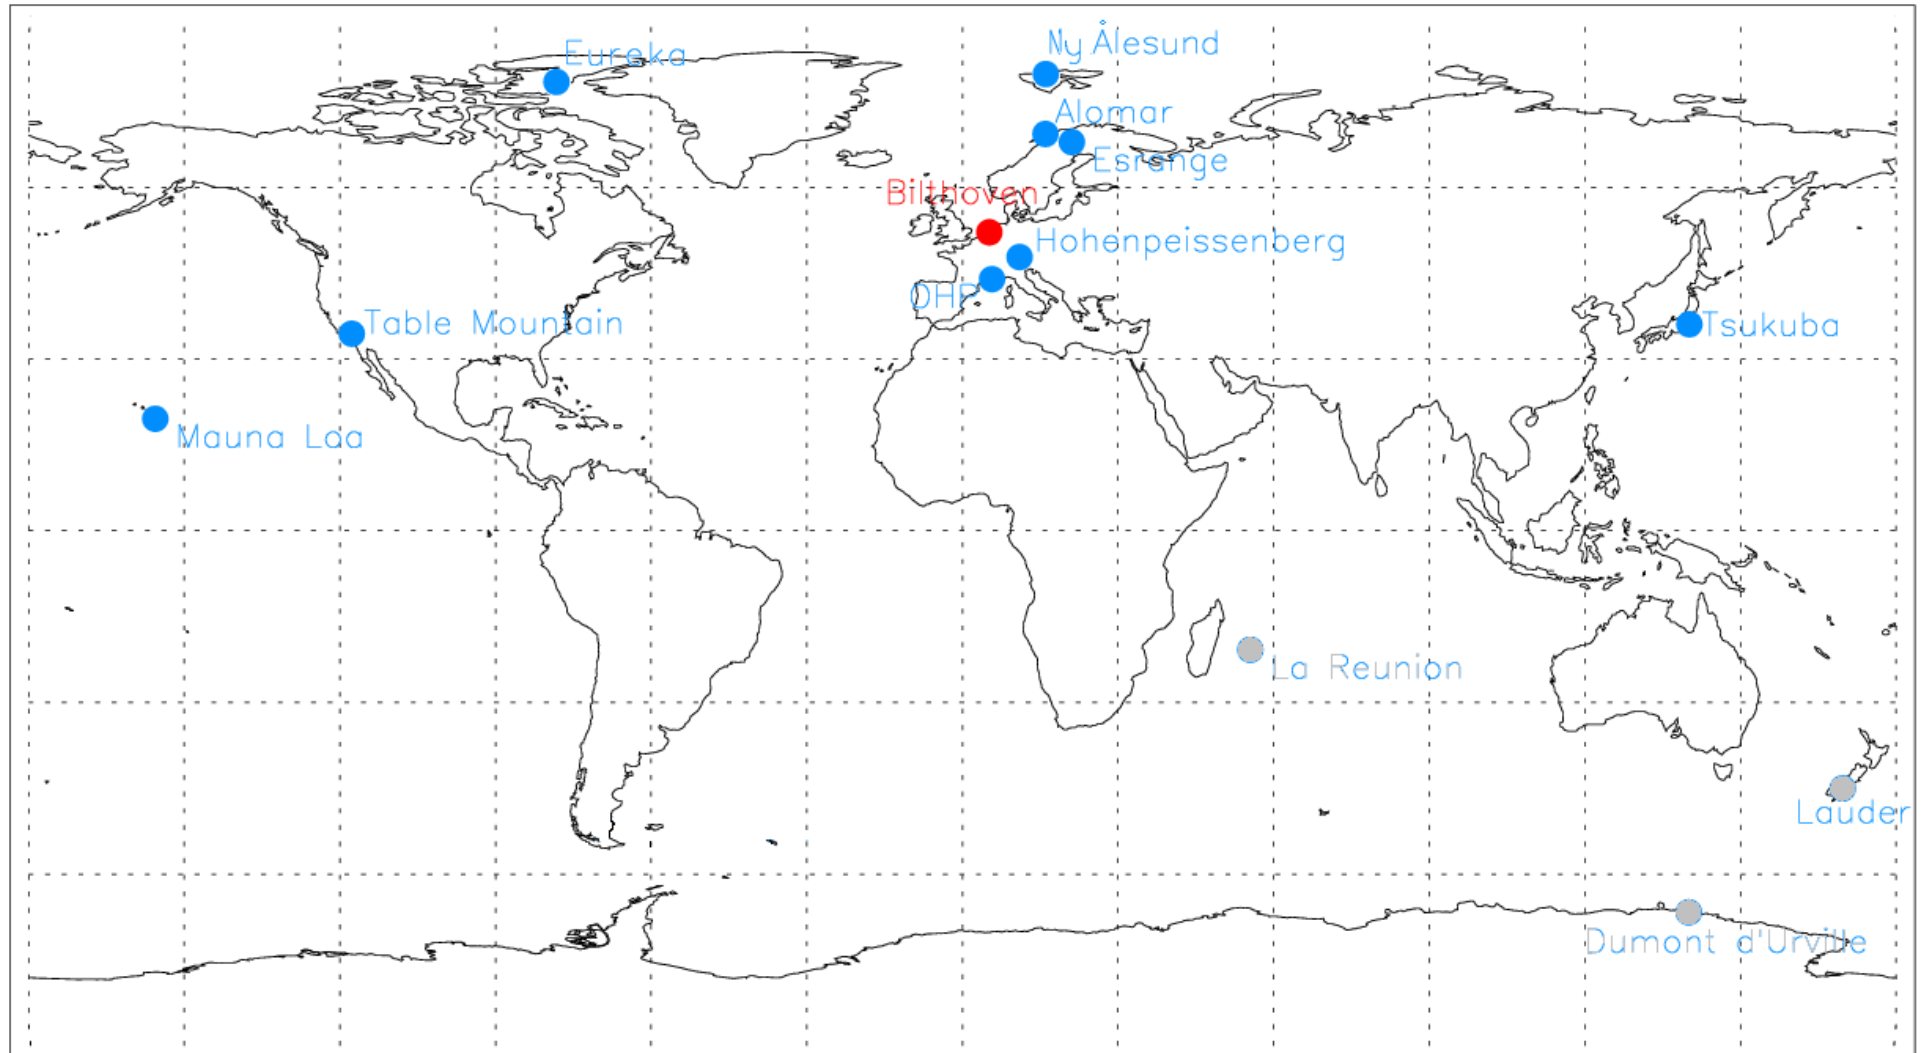 Eureka
Ny Ålesund
Alomar
Esrange
Bilthoven
Hohenpeissenberg
OHP
Table Mountain
Tsukuba
Mauna Loa
La Reunion
Lauder
Dumont d'Urville